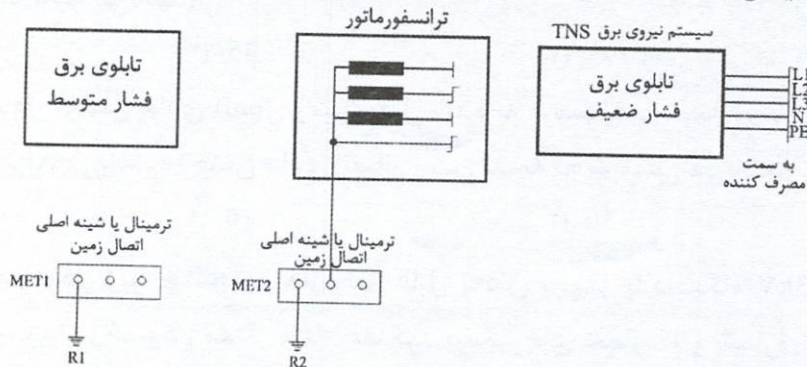 ترانسفورماتور
سیستم نیروی برق TNS
تابلوی برق
فشار متوسط
تابلوی برق
فشار ضعیف
L1
L2
L3
N
PE
به سمت
مصرف کننده
ترمینال یا شینه اصلی
اتصال زمین
MET1
R1
ترمینال یا شینه اصلی
اتصال زمین
MET2
R2